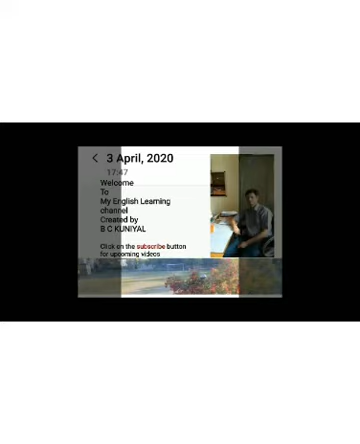 3 April, 2020
17:47
Welcome
To
My English Learning
channel
Created by
B C KUNIYAL
Click on the subscribe button
for upcoming videos